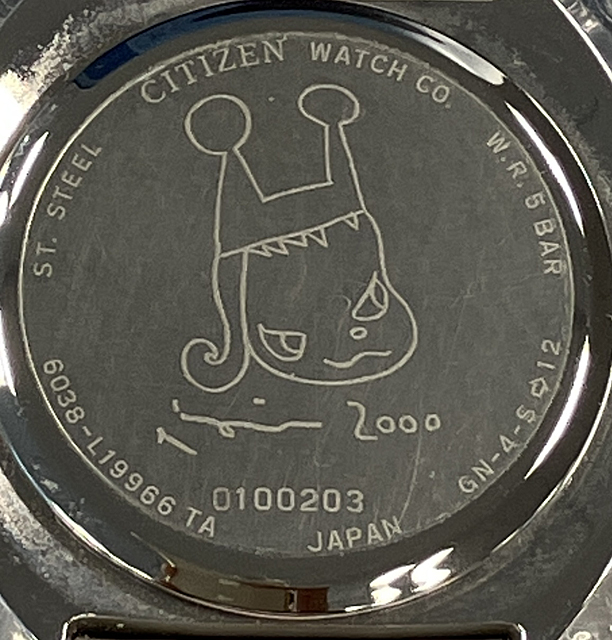 CITIZEN WATCH CO.
ST. STEEL
W.R. 5 BAR
2000
6038-L19966 TA
GN-4-S 12
0100203
JAPAN